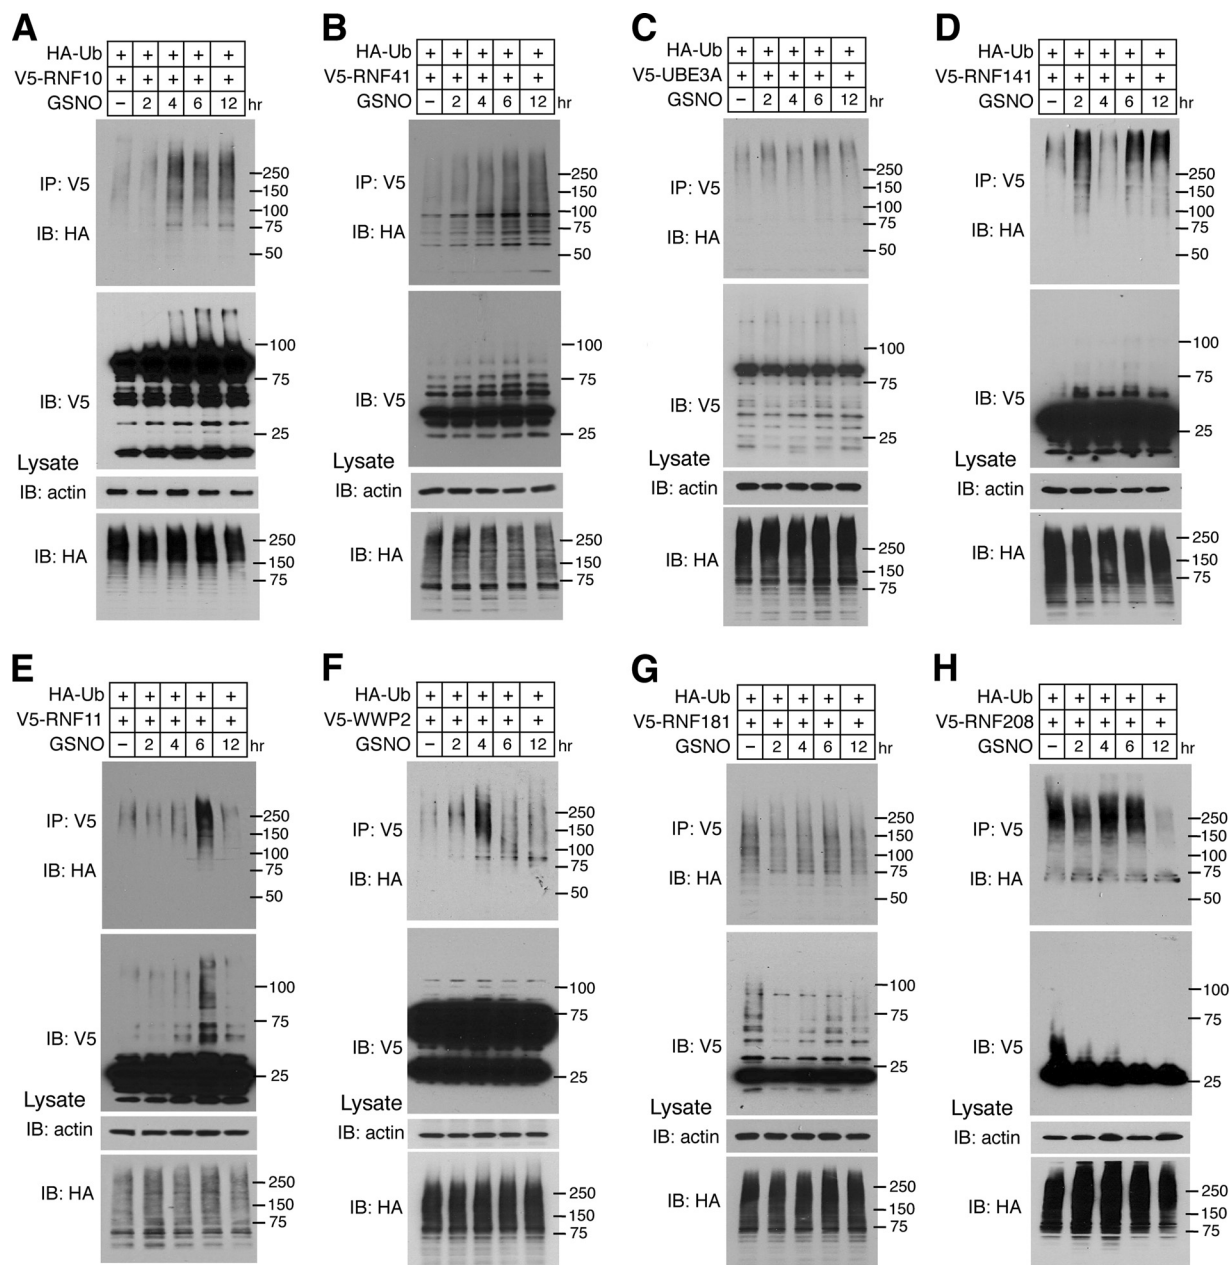 A
HA-Ub + + + + +
V5-RNF10 + + + + +
GSNO – 2 4 6 12 hr
IP: V5
IB: HA
250
150
100
75
50
IB: V5
100
75
25
Lysate
IB: actin
IB: HA
250
150
75
B
HA-Ub + + + + +
V5-RNF41 + + + + +
GSNO – 2 4 6 12 hr
IP: V5
IB: HA
250
150
100
75
50
IB: V5
100
75
25
Lysate
IB: actin
IB: HA
250
150
75
C
HA-Ub + + + + +
V5-UBE3A + + + + +
GSNO – 2 4 6 12 hr
IP: V5
IB: HA
250
150
100
75
50
IB: V5
100
75
25
Lysate
IB: actin
IB: HA
250
150
75
D
HA-Ub + + + + +
V5-RNF141 + + + + +
GSNO – 2 4 6 12 hr
IP: V5
IB: HA
250
150
100
75
50
IB: V5
100
75
25
Lysate
IB: actin
IB: HA
250
150
75
E
HA-Ub + + + + +
V5-RNF11 + + + + +
GSNO – 2 4 6 12 hr
IP: V5
IB: HA
250
150
100
75
50
IB: V5
100
75
25
Lysate
IB: actin
IB: HA
250
150
75
F
HA-Ub + + + + +
V5-WWP2 + + + + +
GSNO – 2 4 6 12 hr
IP: V5
IB: HA
250
150
100
75
50
IB: V5
100
75
25
Lysate
IB: actin
IB: HA
250
150
75
G
HA-Ub + + + + +
V5-RNF181 + + + + +
GSNO – 2 4 6 12 hr
IP: V5
IB: HA
250
150
100
75
50
IB: V5
100
75
25
Lysate
IB: actin
IB: HA
250
150
75
H
HA-Ub + + + + +
V5-RNF208 + + + + +
GSNO – 2 4 6 12 hr
IP: V5
IB: HA
250
150
100
75
50
IB: V5
100
75
25
Lysate
IB: actin
IB: HA
250
150
75